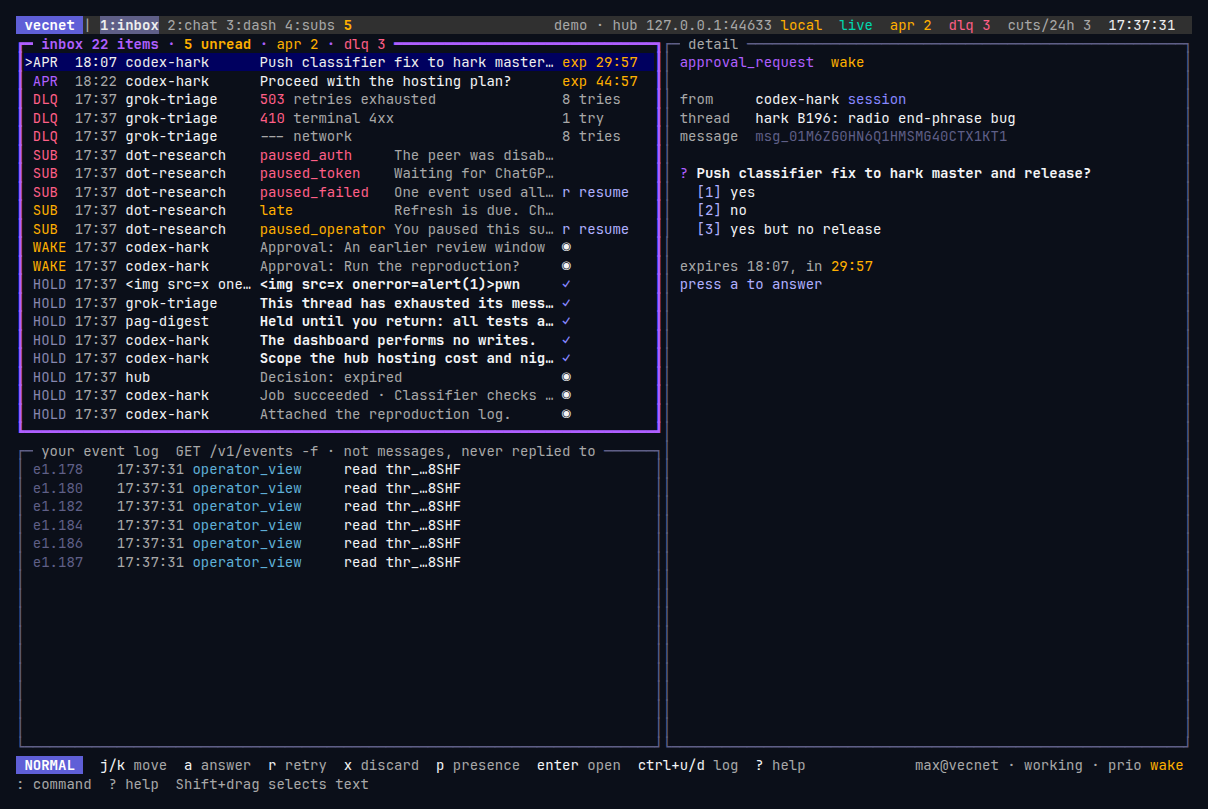 vecnet | 1:inbox 2:chat 3:dash 4:subs 5 demo · hub 127.0.0.1:44633 local live apr 2 dlq 3 cuts/24h 3 17:37:31
inbox 22 items · 5 unread · apr 2 · dlq 3
>APR 18:07 codex-hark Push classifier fix to hark master… exp 29:57
APR 18:22 codex-hark Proceed with the hosting plan? exp 44:57
DLQ 17:37 grok-triage 503 retries exhausted 8 tries
DLQ 17:37 grok-triage 410 terminal 4xx 1 try
DLQ 17:37 grok-triage --- network 8 tries
SUB 17:37 dot-research paused_auth The peer was disab…
SUB 17:37 dot-research paused_token Waiting for ChatGP…
SUB 17:37 dot-research paused_failed One event used all… r resume
SUB 17:37 dot-research late Refresh is due. Ch…
SUB 17:37 dot-research paused_operator You paused this su… r resume
WAKE 17:37 codex-hark Approval: An earlier review window ◉
WAKE 17:37 codex-hark Approval: Run the reproduction? ◉
HOLD 17:37 <img src=x one… <img src=x onerror=alert(1)>pwn ✓
HOLD 17:37 grok-triage This thread has exhausted its mess… ✓
HOLD 17:37 pag-digest Held until you return: all tests a… ✓
HOLD 17:37 codex-hark The dashboard performs no writes. ✓
HOLD 17:37 codex-hark Scope the hub hosting cost and nig… ✓
HOLD 17:37 hub Decision: expired ◉
HOLD 17:37 codex-hark Job succeeded · Classifier checks … ◉
HOLD 17:37 codex-hark Attached the reproduction log. ◉
your event log GET /v1/events -f · not messages, never replied to
e1.178 17:37:31 operator_view read thr_…8SHF
e1.180 17:37:31 operator_view read thr_…8SHF
e1.182 17:37:31 operator_view read thr_…8SHF
e1.184 17:37:31 operator_view read thr_…8SHF
e1.186 17:37:31 operator_view read thr_…8SHF
e1.187 17:37:31 operator_view read thr_…8SHF
detail
approval_request wake
from codex-hark session
thread hark B196: radio end-phrase bug
message msg_01M6ZG0HN6Q1HMSMG40CTX1KT1
? Push classifier fix to hark master and release?
[1] yes
[2] no
[3] yes but no release
expires 18:07, in 29:57
press a to answer
NORMAL j/k move a answer r retry x discard p presence enter open ctrl+u/d log ? help max@vecnet · working · prio wake
: command ? help Shift+drag selects text